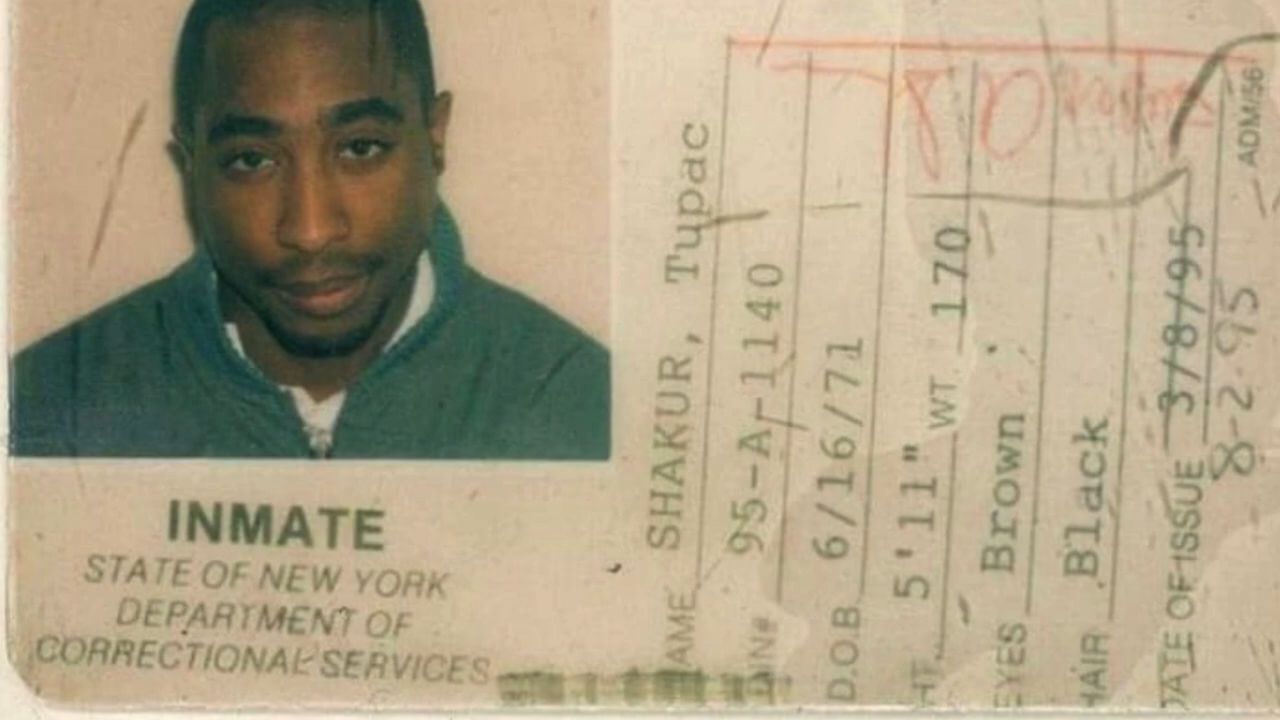 INMATE
STATE OF NEW YORK
DEPARTMENT OF
CORRECTIONAL SERVICES
AME SHAKUR, Tupac
DIN# 95-A-1140
D.O.B 6/16/71
HT. 5'11" WT. 170
EYES Brown
HAIR Black
DATE OF ISSUE 3/8/95
8-2-95
ADM/56